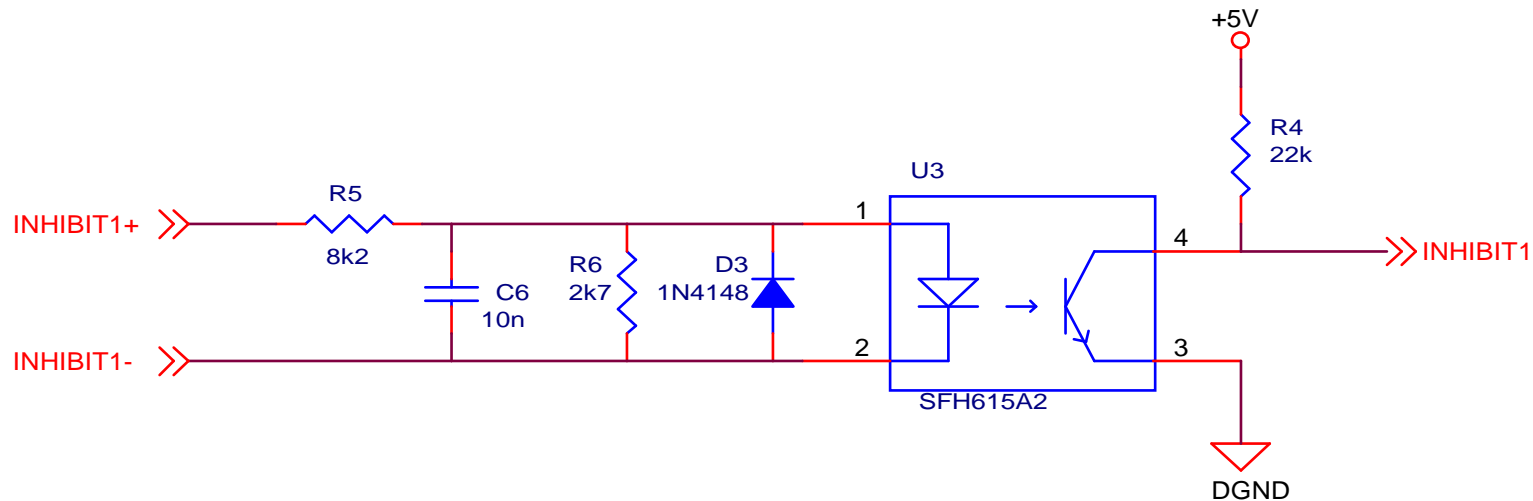 +5V
R4
22k
U3
R5
INHIBIT1+
8k2
1
4
INHIBIT1
R6
2k7
D3
1N4148
C6
10n
INHIBIT1-
2
3
SFH615A2
DGND